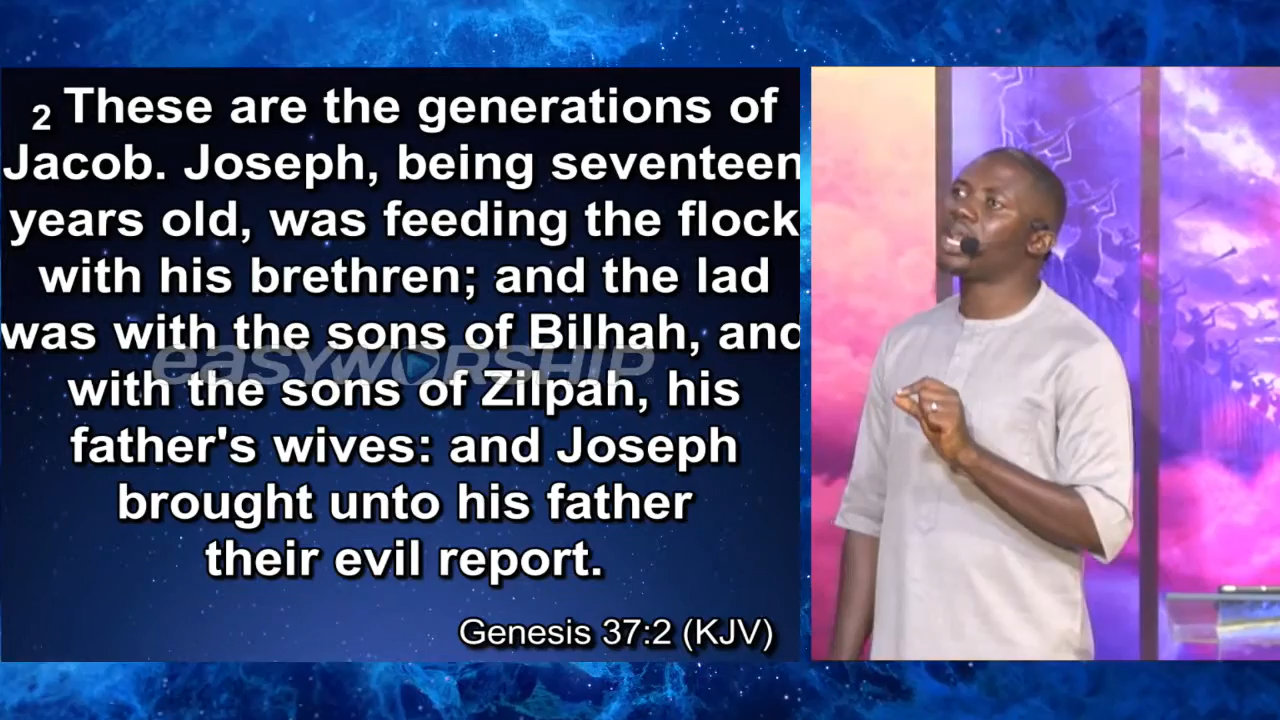 2 These are the generations of
Jacob. Joseph, being seventeen
years old, was feeding the flock
with his brethren; and the lad
was with the sons of Bilhah, and
easyworship
with the sons of Zilpah, his
father's wives: and Joseph
brought unto his father
their evil report.
Genesis 37:2 (KJV)